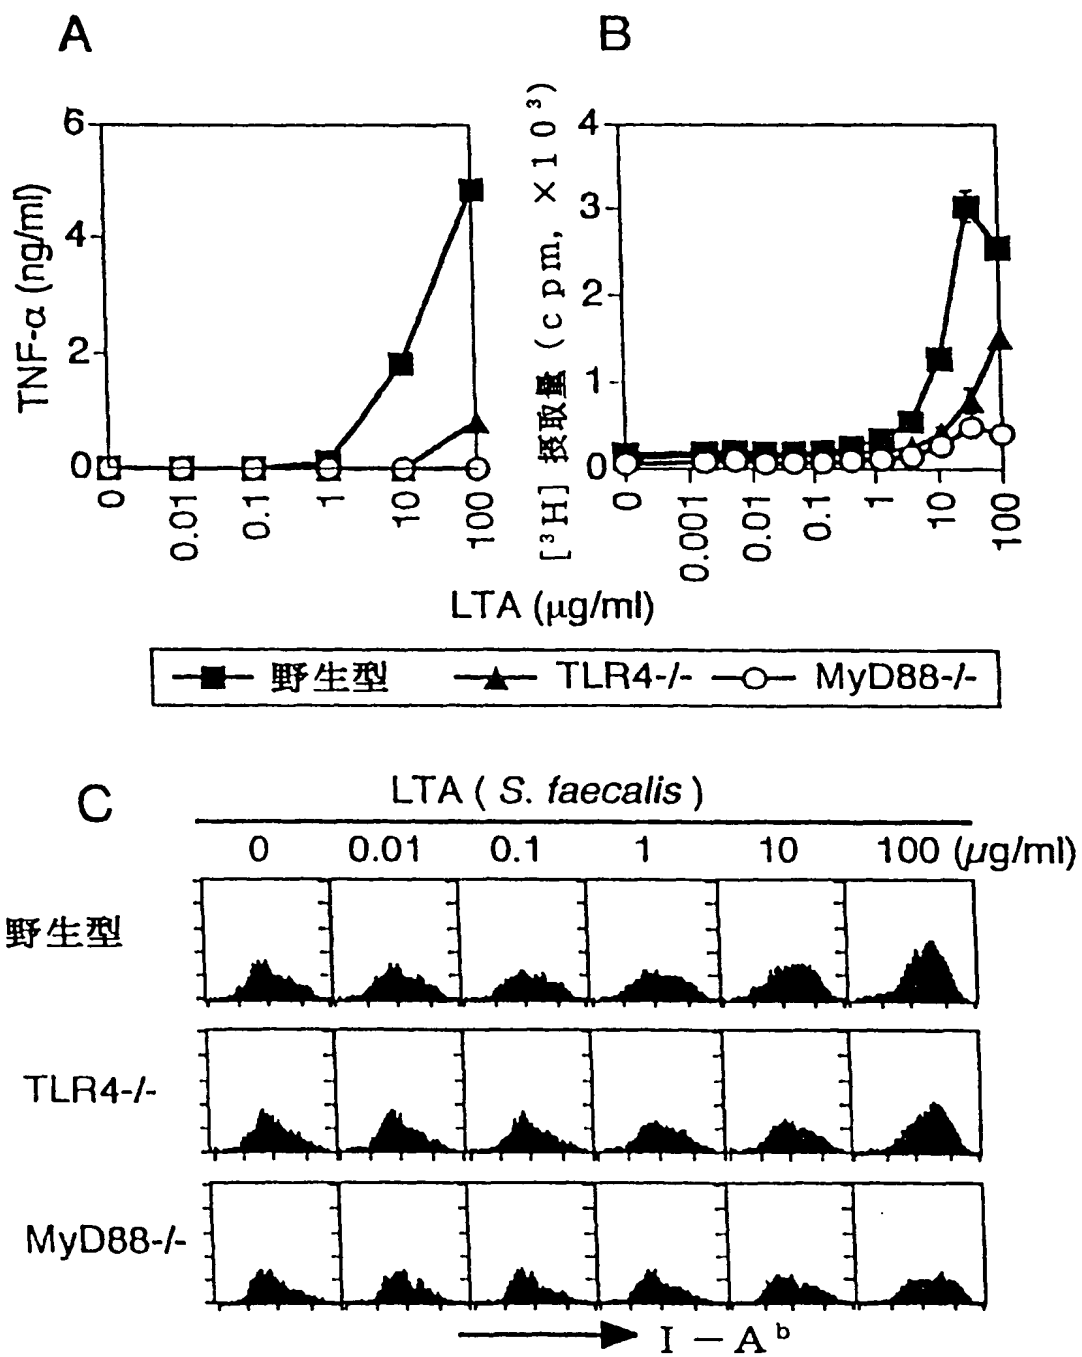 A
B
TNF-α (ng/ml)
6
4
2
0
0
0.01
0.1
1
10
100
[³H] 摂取量 (cpm, ×10³)
4
3
2
1
0
0
0.001
0.01
0.1
1
10
100
LTA (μg/ml)
野生型 TLR4-/- MyD88-/-
C
LTA ( S. faecalis )
0 0.01 0.1 1 10 100 (μg/ml)
野生型
TLR4-/-
MyD88-/-
I－Aᵇ